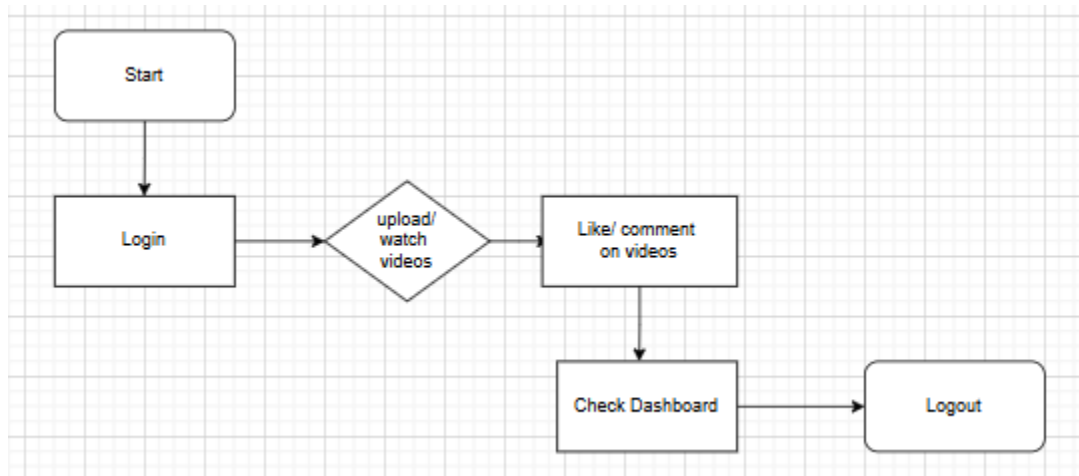 Start
Login
upload/
watch
videos
Like/ comment
on videos
Check Dashboard
Logout